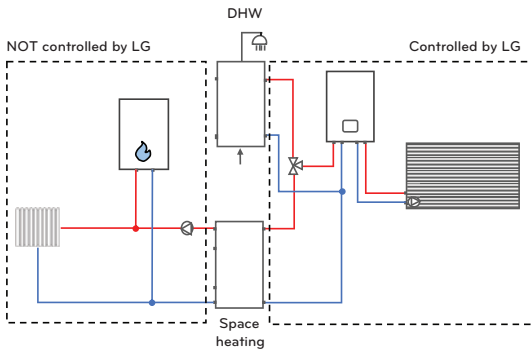 DHW
NOT controlled by LG
Controlled by LG
Space
heating